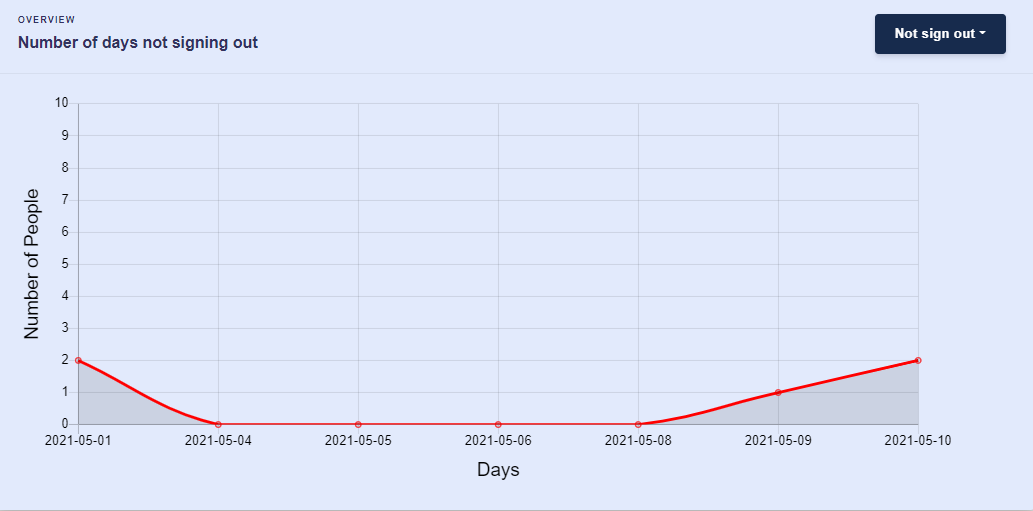 OVERVIEW
Number of days not signing out
Not sign out
10
9
8
7
6
5
4
3
2
1
0
Number of People
2021-05-01 2021-05-04 2021-05-05 2021-05-06 2021-05-08 2021-05-09 2021-05-10
Days